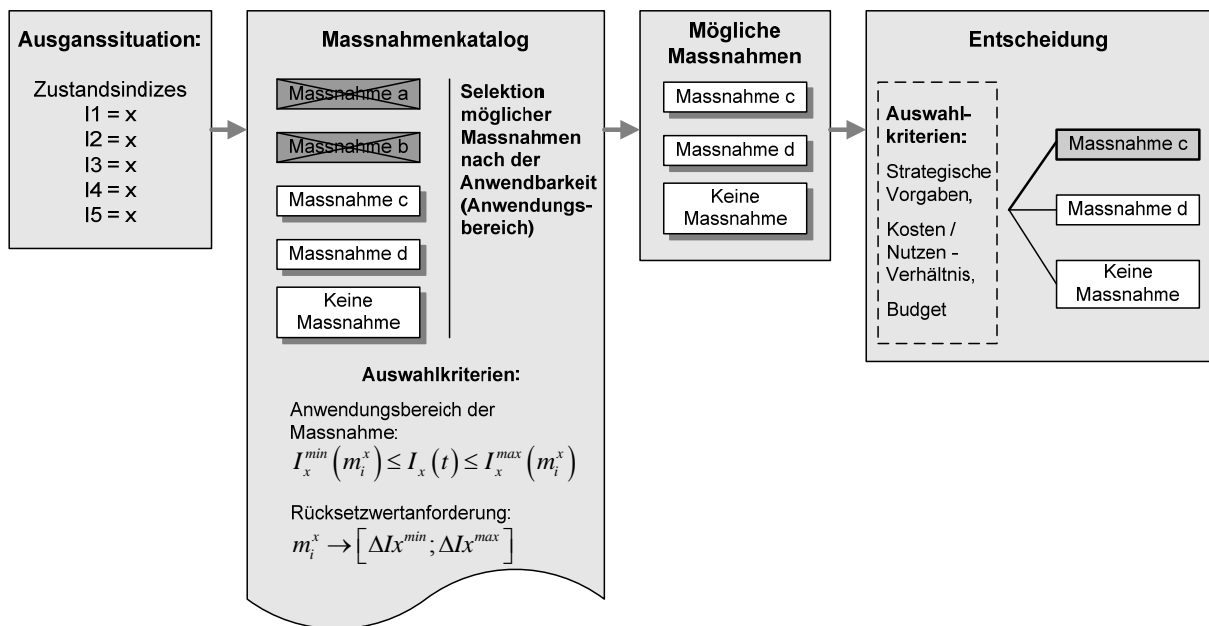 Ausganssituation:
Zustandsindizes
I1 = x
I2 = x
I3 = x
I4 = x
I5 = x
Massnahmenkatalog
Massnahme a
Massnahme b
Massnahme c
Massnahme d
Keine
Massnahme
Selektion
möglicher
Massnahmen
nach der
Anwendbarkeit
(Anwendungs-
bereich)
Auswahlkriterien:
Anwendungsbereich der
Massnahme:
I_x^{min}(m_i^x) ≤ I_x(t) ≤ I_x^{max}(m_i^x)
Rücksetzwertanforderung:
m_i^x → [ΔIx^{min}; ΔIx^{max}]
Mögliche
Massnahmen
Massnahme c
Massnahme d
Keine
Massnahme
Entscheidung
Auswahl-
kriterien:
Strategische
Vorgaben,
Kosten /
Nutzen -
Verhältnis,
Budget
Massnahme c
Massnahme d
Keine
Massnahme